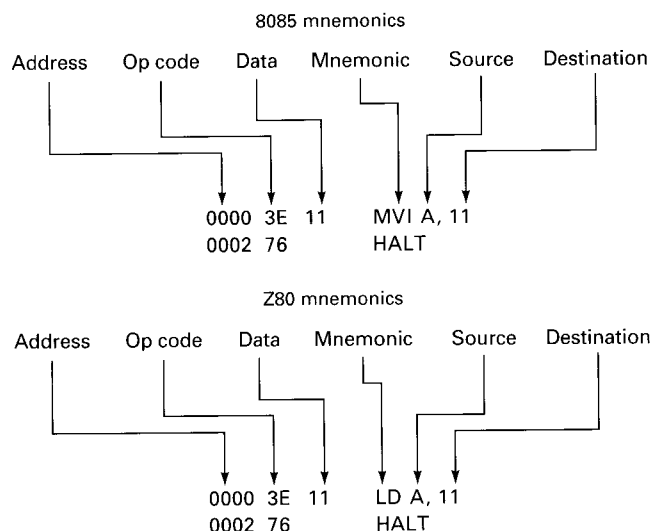 8085 mnemonics
Address Op code Data Mnemonic Source Destination
0000 3E 11 MVI A, 11
0002 76 HALT
Z80 mnemonics
Address Op code Data Mnemonic Source Destination
0000 3E 11 LD A, 11
0002 76 HALT